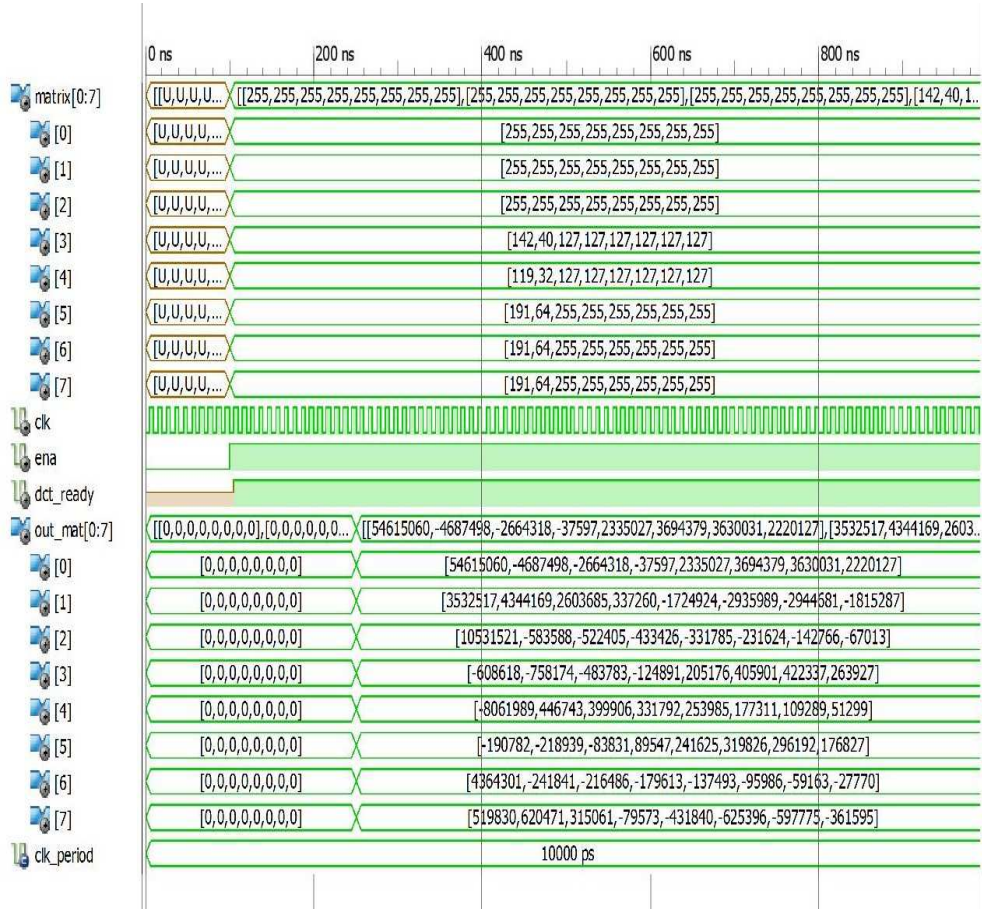 0 ns 200 ns 400 ns 600 ns 800 ns
matrix[0:7] [[U,U,U,U... [[255,255,255,255,255,255,255,255],[255,255,255,255,255,255,255,255],[255,255,255,255,255,255,255,255],[142,40,1...
[0] [U,U,U,U,... [255,255,255,255,255,255,255,255]
[1] [U,U,U,U,... [255,255,255,255,255,255,255,255]
[2] [U,U,U,U,... [255,255,255,255,255,255,255,255]
[3] [U,U,U,U,... [142,40,127,127,127,127,127,127]
[4] [U,U,U,U,... [119,32,127,127,127,127,127,127]
[5] [U,U,U,U,... [191,64,255,255,255,255,255,255]
[6] [U,U,U,U,... [191,64,255,255,255,255,255,255]
[7] [U,U,U,U,... [191,64,255,255,255,255,255,255]
clk
ena
dct_ready
out_mat[0:7] [[0,0,0,0,0,0,0,0],[0,0,0,0,0,0... [[54615060,-4687498,-2664318,-37597,2335027,3694379,3630031,2220127],[3532517,4344169,2603...
[0] [0,0,0,0,0,0,0,0] [54615060,-4687498,-2664318,-37597,2335027,3694379,3630031,2220127]
[1] [0,0,0,0,0,0,0,0] [3532517,4344169,2603685,337260,-1724924,-2935989,-2944681,-1815287]
[2] [0,0,0,0,0,0,0,0] [10531521,-583588,-522405,-433426,-331785,-231624,-142766,-67013]
[3] [0,0,0,0,0,0,0,0] [-608618,-758174,-483783,-124891,205176,405901,422337,263927]
[4] [0,0,0,0,0,0,0,0] [-8061989,446743,399906,331792,253985,177311,109289,51299]
[5] [0,0,0,0,0,0,0,0] [-190782,-218939,-83831,89547,241625,319826,296192,176827]
[6] [0,0,0,0,0,0,0,0] [4364301,-241841,-216486,-179613,-137493,-95986,-59163,-27770]
[7] [0,0,0,0,0,0,0,0] [519830,620471,315061,-79573,-431840,-625396,-597775,-361595]
clk_period 10000 ps